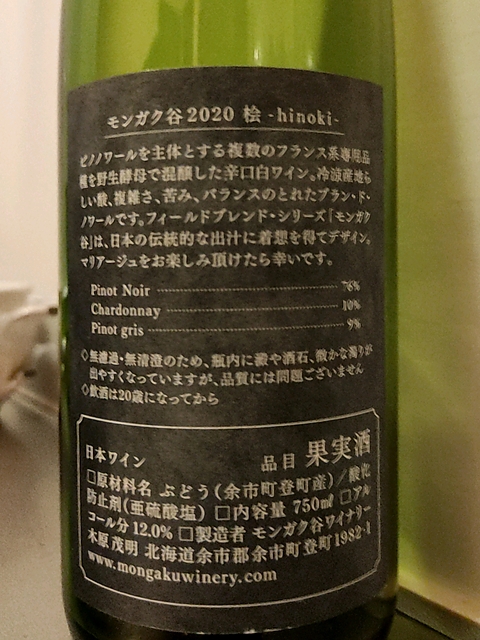 モンガク谷2020 桧 -hinoki-
ピノノワールを主体とする複数のフランス系専用品
種を野生酵母で混醸した辛口白ワイン。冷涼産地ら
しい酸、複雑さ、苦み、バランスのとれたブラン・ド・
ノワールです。フィールドブレンド・シリーズ「モンガク
谷」は、日本の伝統的な出汁に着想を得てデザイン。
マリアージュをお楽しみ頂けたら幸いです。
Pinot Noir 76%
Chardonnay 10%
Pinot gris 9%
◇無濾過・無清澄のため、瓶内に澱や酒石、微かな濁りが
出やすくなっていますが、品質には問題ございません
◇飲酒は20歳になってから
日本ワイン 品目 果実酒
□原材料名 ぶどう(余市町登町産)/酸化
防止剤(亜硫酸塩) □内容量 750㎖ □アル
コール分 12.0% □製造者 モンガク谷ワイナリー
木原茂明 北海道余市郡余市町登町1982-1
www.mongakuwinery.com